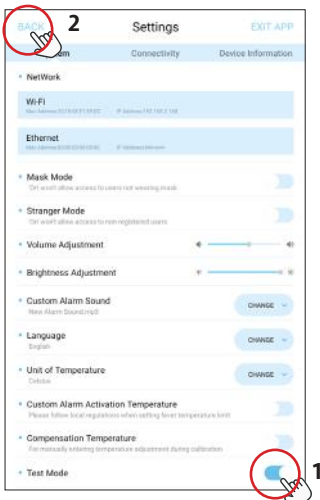 BACK 2 Settings EXIT APP
Connectivity Device Information
NetWork
Wi-Fi
Ethernet
Mask Mode
'On' won't allow access to users not wearing mask
Stranger Mode
'On' won't allow access to non-registered users
Volume Adjustment
Brightness Adjustment
Custom Alarm Sound CHANGE
New Alarm Sound.mp3
Language CHANGE
English
Unit of Temperature CHANGE
Celsius
Custom Alarm Activation Temperature
Please follow local regulations when setting fever temperature limit
Compensation Temperature
For manually entering temperature adjustment during calibration
Test Mode 1